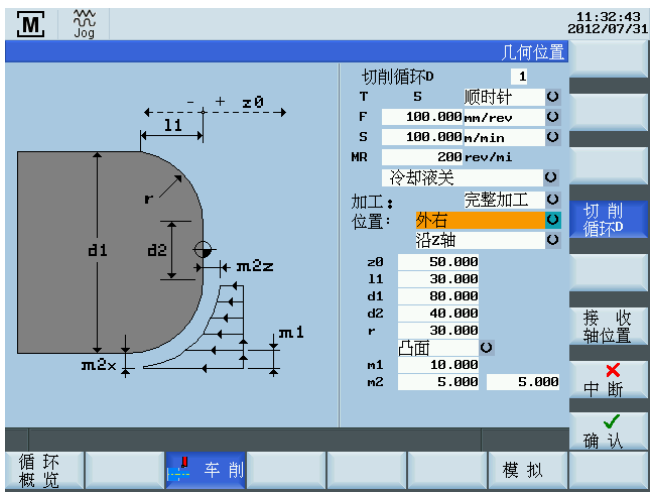 M
Jog
11:32:43
2012/07/31
几何位置
- + z0
l1
r
d1
d2
m2z
m1
m2x
切削循环D 1
T 5 顺时针
F 100.000 mm/rev
S 100.000 m/min
MR 200 rev/mi
冷却液关
加工: 完整加工
位置: 外右
沿z轴
z0 50.000
l1 30.000
d1 80.000
d2 40.000
r 30.000
凸面
m1 10.000
m2 5.000 5.000
切 削
循环D
接 收
轴位置
中 断
确 认
循 环
概 览
车 削
模 拟